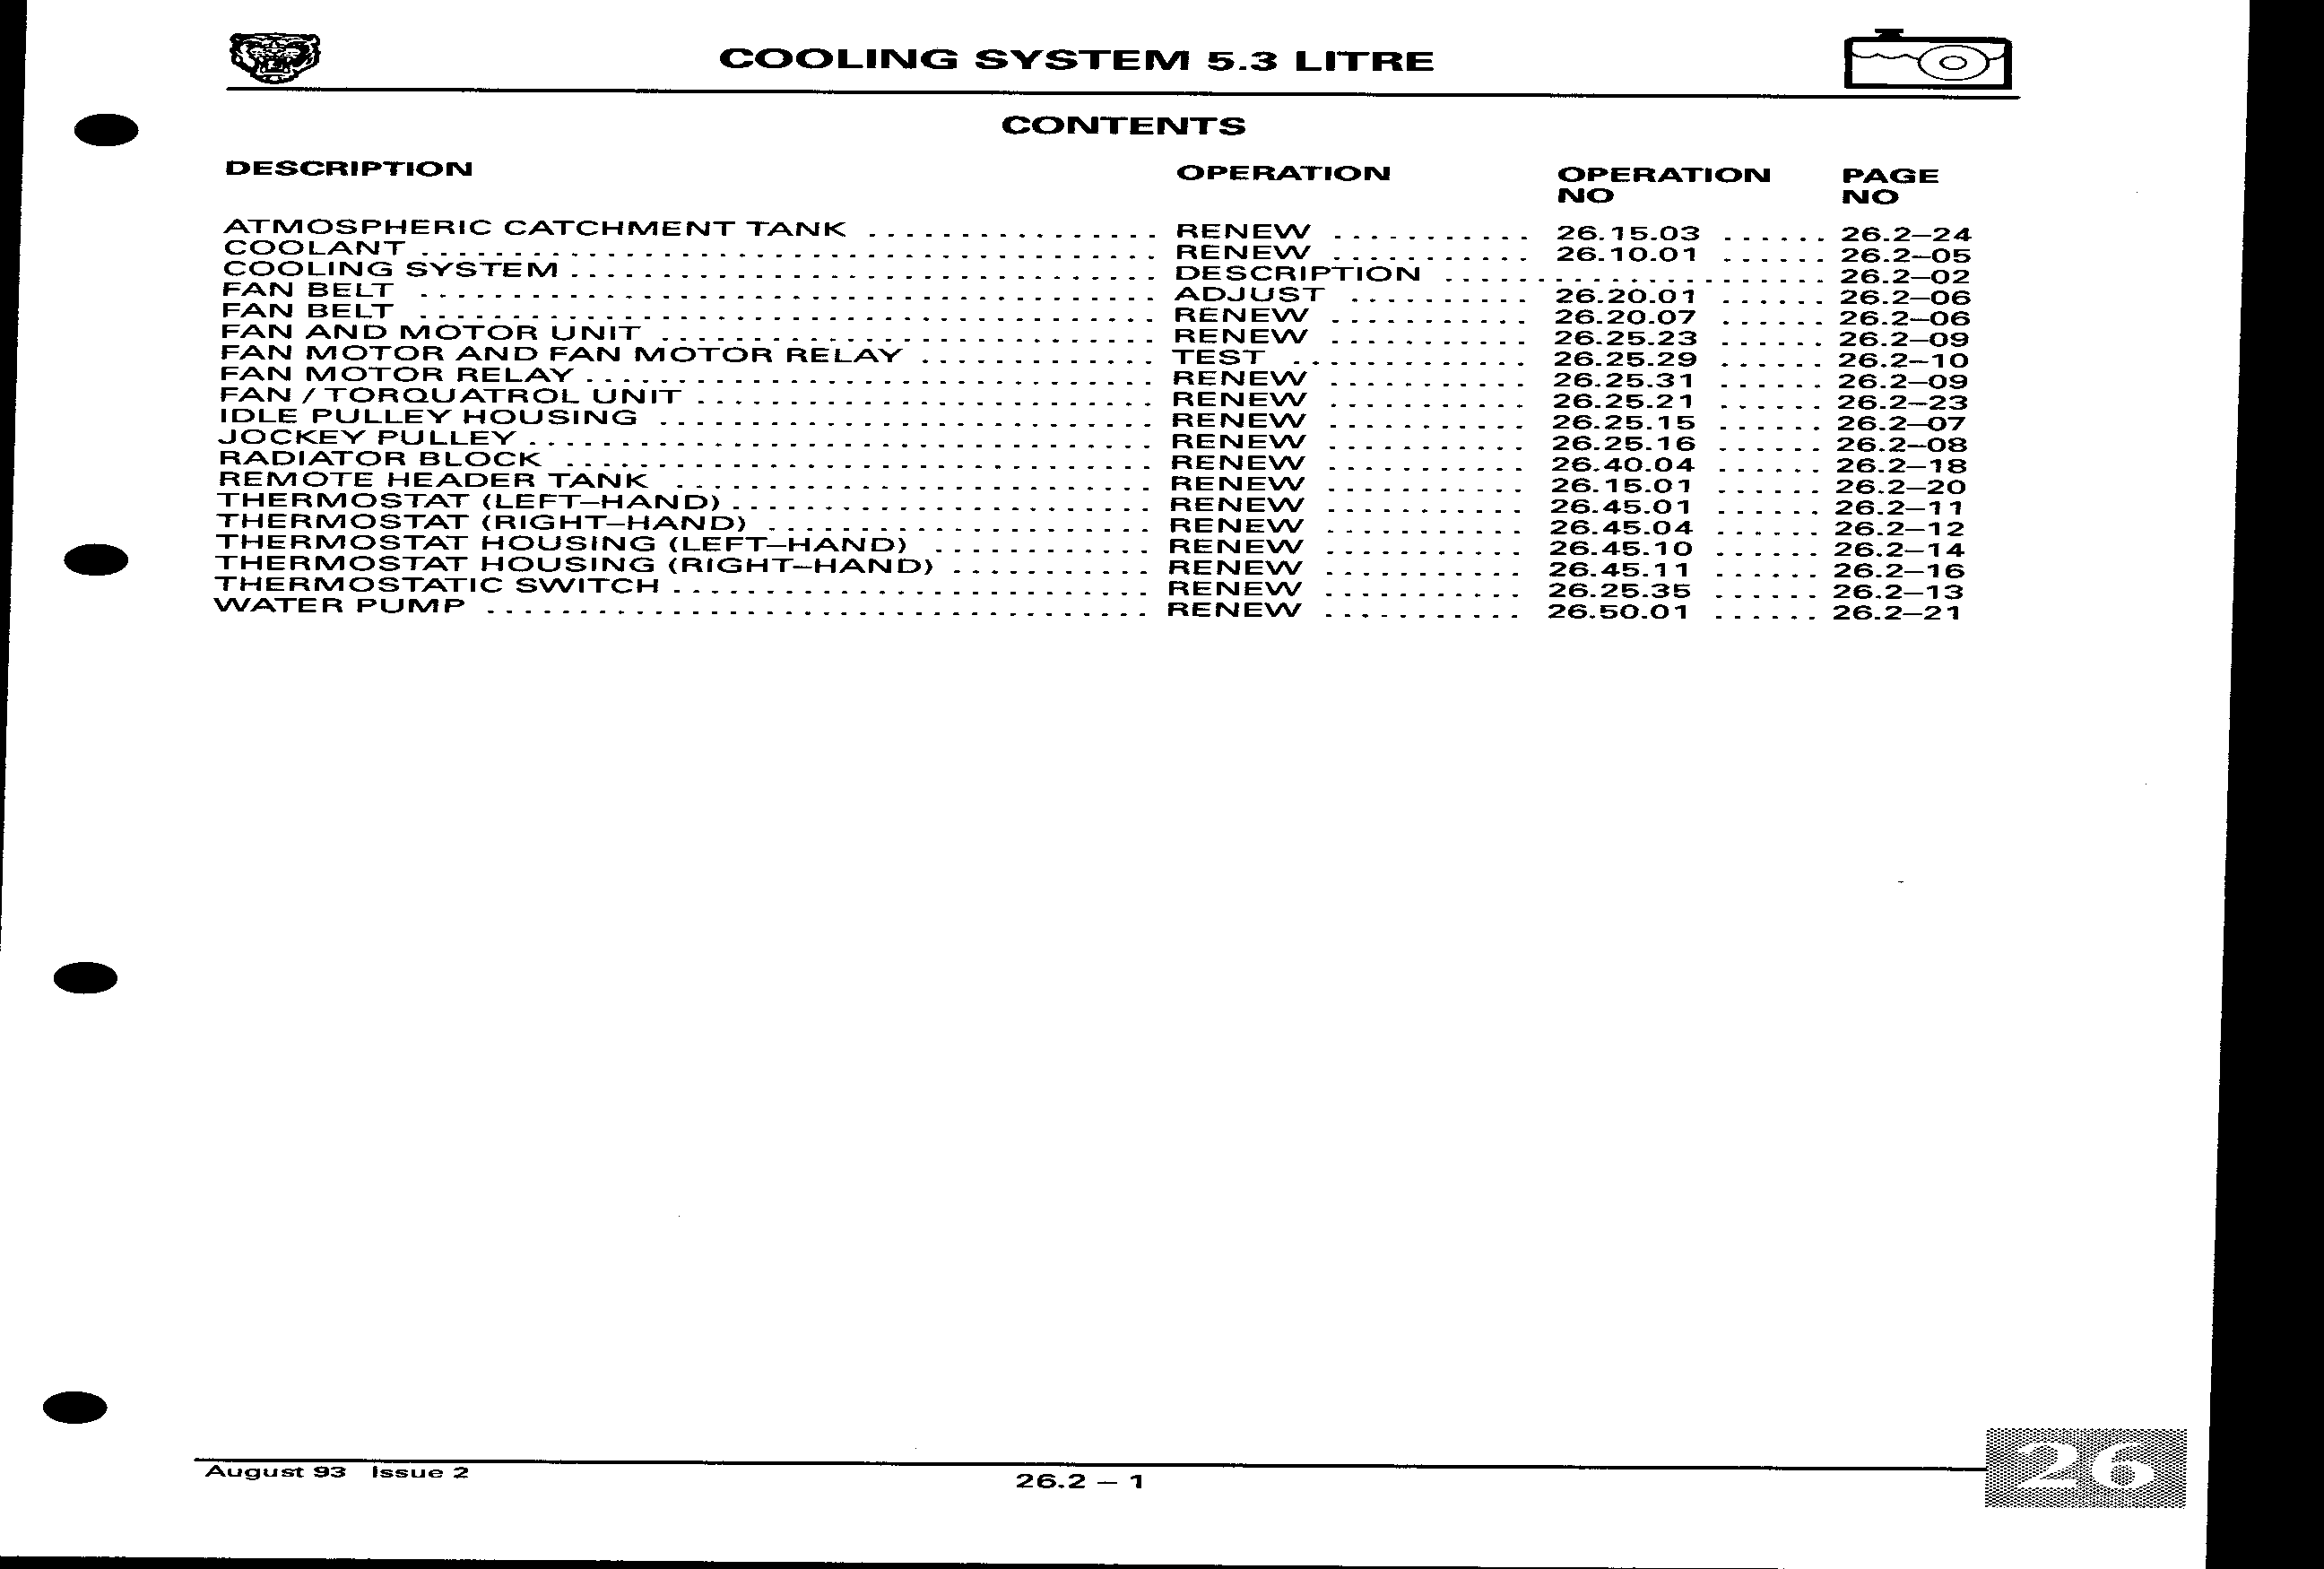 COOLING SYSTEM 5.3 LITRE
CONTENTS
DESCRIPTION OPERATION OPERATION NO PAGE NO
ATMOSPHERIC CATCHMENT TANK ................ RENEW ........... 26.15.03 ...... 26.2–24
COOLANT ........................................ RENEW ........... 26.10.01 ...... 26.2–05
COOLING SYSTEM ................................ DESCRIPTION ..................... 26.2–02
FAN BELT ........................................ ADJUST .......... 26.20.01 ...... 26.2–06
FAN BELT ........................................ RENEW ........... 26.20.07 ...... 26.2–06
FAN AND MOTOR UNIT ........................... RENEW ........... 26.25.23 ...... 26.2–09
FAN MOTOR AND FAN MOTOR RELAY ............. TEST ............. 26.25.29 ...... 26.2–10
FAN MOTOR RELAY ............................... RENEW ........... 26.25.31 ...... 26.2–09
FAN / TORQUATROL UNIT ......................... RENEW ........... 26.25.21 ...... 26.2–23
IDLE PULLEY HOUSING ........................... RENEW ........... 26.25.15 ...... 26.2–07
JOCKEY PULLEY .................................. RENEW ........... 26.25.16 ...... 26.2–08
RADIATOR BLOCK ................................ RENEW ........... 26.40.04 ...... 26.2–18
REMOTE HEADER TANK .......................... RENEW ........... 26.15.01 ...... 26.2–20
THERMOSTAT (LEFT–HAND) ....................... RENEW ........... 26.45.01 ...... 26.2–11
THERMOSTAT (RIGHT–HAND) ..................... RENEW ........... 26.45.04 ...... 26.2–12
THERMOSTAT HOUSING (LEFT–HAND) ............ RENEW ........... 26.45.10 ...... 26.2–14
THERMOSTAT HOUSING (RIGHT–HAND) ........... RENEW ........... 26.45.11 ...... 26.2–16
THERMOSTATIC SWITCH .......................... RENEW ........... 26.25.35 ...... 26.2–13
WATER PUMP .................................... RENEW ........... 26.50.01 ...... 26.2–21
August 93 Issue 2
26.2 – 1
26